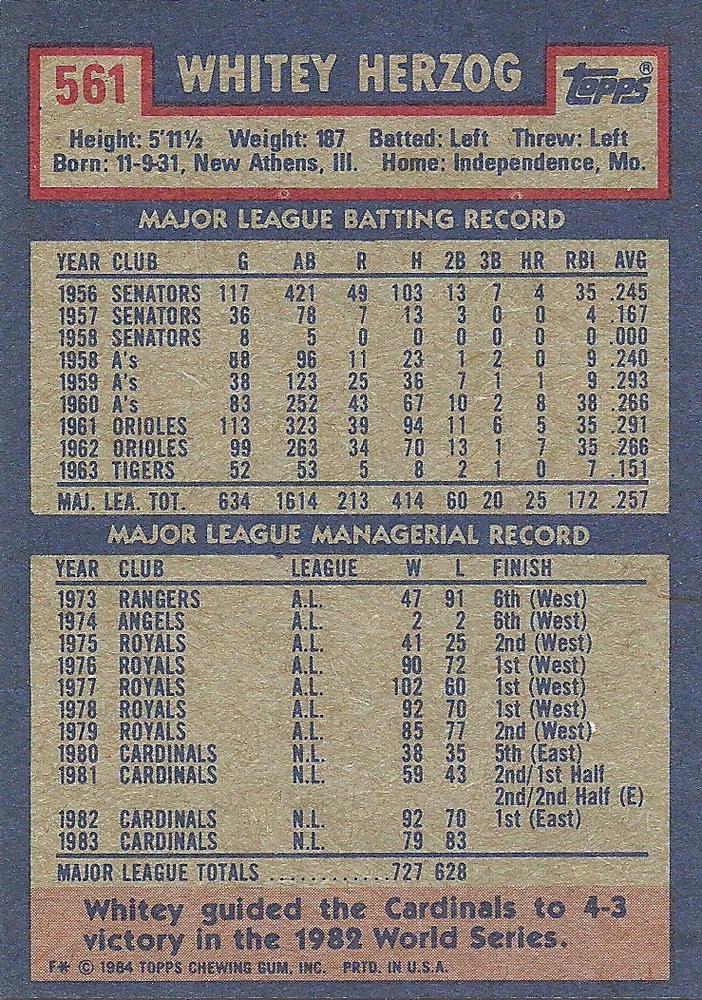 561 WHITEY HERZOG TOPPS®
Height: 5'11½ Weight: 187 Batted: Left Threw: Left
Born: 11-9-31, New Athens, Ill. Home: Independence, Mo.
MAJOR LEAGUE BATTING RECORD
YEAR CLUB G AB R H 2B 3B HR RBI AVG
1956 SENATORS 117 421 49 103 13 7 4 35 .245
1957 SENATORS 36 78 7 13 3 0 0 4 .167
1958 SENATORS 8 5 0 0 0 0 0 0 .000
1958 A's 88 96 11 23 1 2 0 9 .240
1959 A's 38 123 25 36 7 1 1 9 .293
1960 A's 83 252 43 67 10 2 8 38 .266
1961 ORIOLES 113 323 39 94 11 6 5 35 .291
1962 ORIOLES 99 263 34 70 13 1 7 35 .266
1963 TIGERS 52 53 5 8 2 1 0 7 .151
MAJ. LEA. TOT. 634 1614 213 414 60 20 25 172 .257
MAJOR LEAGUE MANAGERIAL RECORD
YEAR CLUB LEAGUE W L FINISH
1973 RANGERS A.L. 47 91 6th (West)
1974 ANGELS A.L. 2 2 6th (West)
1975 ROYALS A.L. 41 25 2nd (West)
1976 ROYALS A.L. 90 72 1st (West)
1977 ROYALS A.L. 102 60 1st (West)
1978 ROYALS A.L. 92 70 1st (West)
1979 ROYALS A.L. 85 77 2nd (West)
1980 CARDINALS N.L. 38 35 5th (East)
1981 CARDINALS N.L. 59 43 2nd/1st Half
2nd/2nd Half (E)
1982 CARDINALS N.L. 92 70 1st (East)
1983 CARDINALS N.L. 79 83
MAJOR LEAGUE TOTALS ............727 628
Whitey guided the Cardinals to 4-3
victory in the 1982 World Series.
F* © 1984 TOPPS CHEWING GUM, INC. PRTD. IN U.S.A.